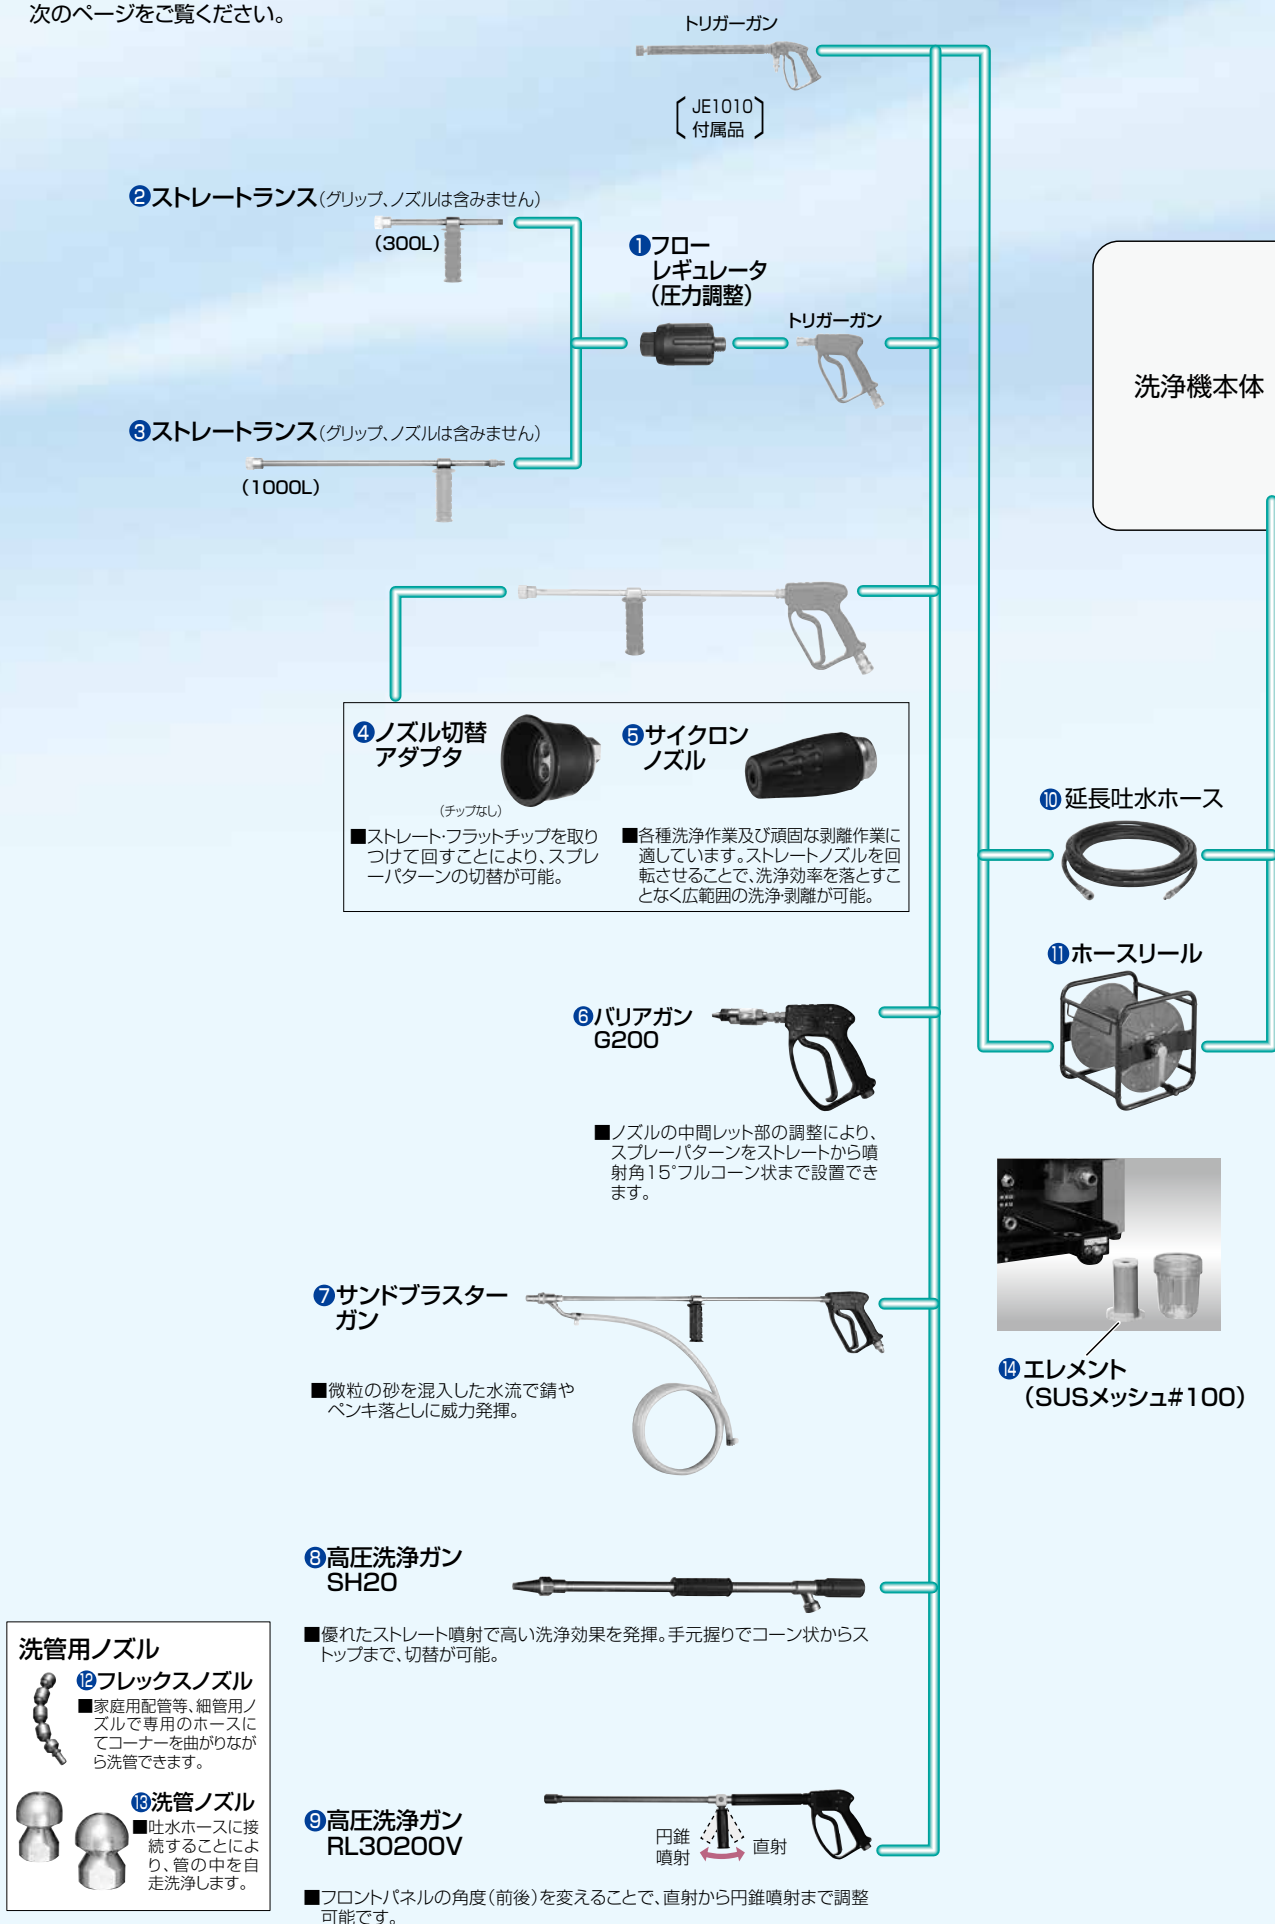 次のページをご覧ください。
トリガーガン
JE1010
付属品
❷ストレートランス(グリップ、ノズルは含みません)
(300L)
❶フロー
レギュレータ
(圧力調整)
トリガーガン
洗浄機本体
❸ストレートランス(グリップ、ノズルは含みません)
(1000L)
❹ノズル切替
アダプタ
(チップなし)
■ストレート・フラットチップを取り
つけて回すことにより、スプレ
ーパターンの切替が可能。
❺サイクロン
ノズル
■各種洗浄作業及び頑固な剥離作業に
適しています。ストレートノズルを回
転させることで、洗浄効率を落とすこ
となく広範囲の洗浄・剥離が可能。
❿延長吐水ホース
⓫ホースリール
❻バリアガン
G200
■ノズルの中間レット部の調整により、
スプレーパターンをストレートから噴
射角15°フルコーン状まで設置でき
ます。
❼サンドブラスター
ガン
■微粒の砂を混入した水流で錆や
ペンキ落としに威力発揮。
⓮エレメント
(SUSメッシュ#100)
❽高圧洗浄ガン
SH20
■優れたストレート噴射で高い洗浄効果を発揮。手元握りでコーン状からス
トップまで、切替が可能。
洗管用ノズル
⓬フレックスノズル
■家庭用配管等、細管用ノ
ズルで専用のホースに
てコーナーを曲がりなが
ら洗管できます。
⓭洗管ノズル
■吐水ホースに接
続することによ
り、管の中を自
走洗浄します。
❾高圧洗浄ガン
RL30200V
円錐
噴射
直射
■フロントパネルの角度(前後)を変えることで、直射から円錐噴射まで調整
可能です。